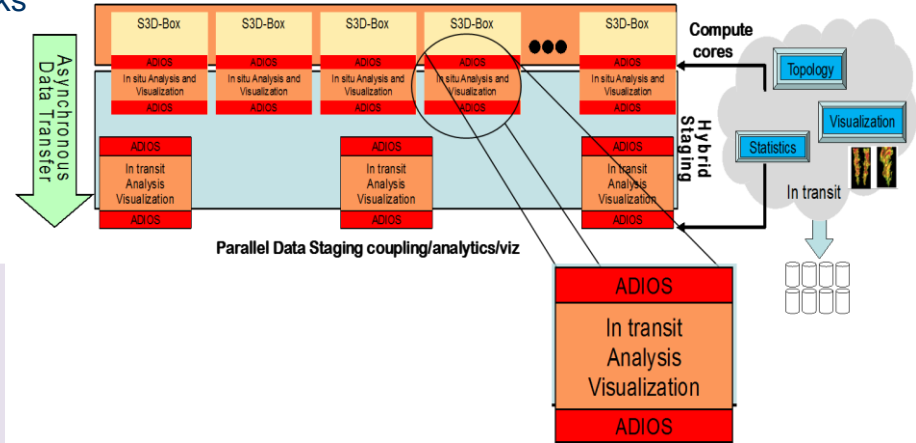 ks
S3D-Box S3D-Box S3D-Box S3D-Box S3D-Box
Compute
cores
ADIOS ADIOS ADIOS ADIOS ADIOS
In situ Analysis and
Visualization
In situ Analysis and
Visualization
In situ Analysis and
Visualization
In situ Analysis and
Visualization
In situ Analysis and
Visualization
ADIOS ADIOS ADIOS ADIOS ADIOS
Asynchronous
Data Transfer
Hybrid
Staging
Topology
Visualization
Statistics
In transit
ADIOS
In transit
Analysis
Visualization
ADIOS
ADIOS
In transit
Analysis
Visualization
ADIOS
ADIOS
In transit
Analysis
Visualization
ADIOS
Parallel Data Staging coupling/analytics/viz
ADIOS
In transit
Analysis
Visualization
ADIOS